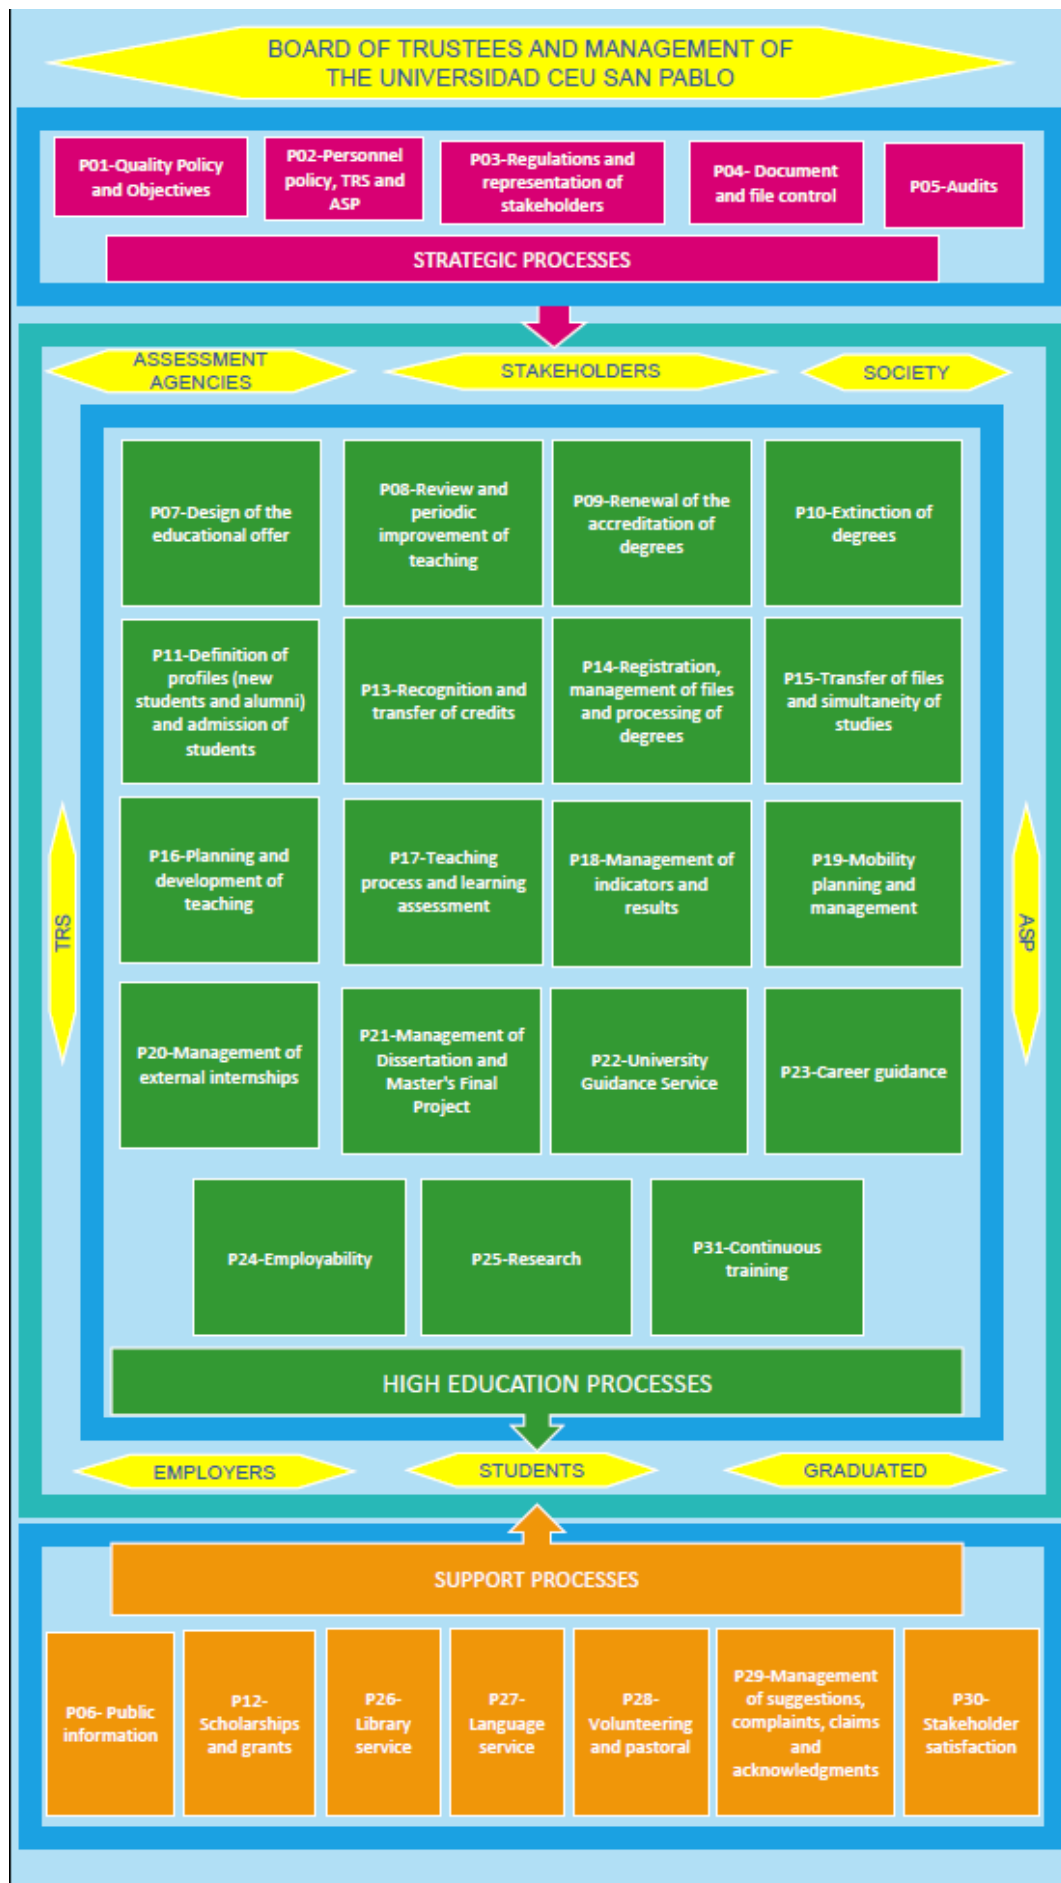 BOARD OF TRUSTEES AND MANAGEMENT OF
THE UNIVERSIDAD CEU SAN PABLO
P01-Quality Policy
and Objectives
P02-Personnel
policy, TRS and
ASP
P03-Regulations and
representation of
stakeholders
P04- Document
and file control
P05-Audits
STRATEGIC PROCESSES
ASSESSMENT
AGENCIES
STAKEHOLDERS
SOCIETY
P07-Design of the
educational offer
P08-Review and
periodic
improvement of
teaching
P09-Renewal of the
accreditation of
degrees
P10-Extinction of
degrees
P11-Definition of
profiles (new
students and alumni)
and admission of
students
P13-Recognition and
transfer of credits
P14-Registration,
management of files
and processing of
degrees
P15-Transfer of files
and simultaneity of
studies
TRS
P16-Planning and
development of
teaching
P17-Teaching
process and learning
assessment
P18-Management of
indicators and
results
P19-Mobility
planning and
management
ASP
P20-Management of
external internships
P21-Management of
Dissertation and
Master's Final
Project
P22-University
Guidance Service
P23-Career guidance
P24-Employability
P25-Research
P31-Continuous
training
HIGH EDUCATION PROCESSES
EMPLOYERS
STUDENTS
GRADUATED
SUPPORT PROCESSES
P06- Public
information
P12-
Scholarships
and grants
P26-
Library
service
P27-
Language
service
P28-
Volunteering
and pastoral
P29-Management
of suggestions,
complaints, claims
and
acknowledgments
P30-
Stakeholder
satisfaction